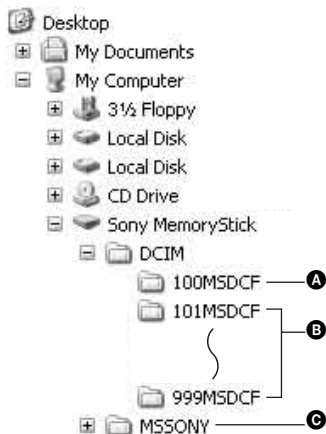 Desktop
My Documents
My Computer
3½ Floppy
Local Disk
Local Disk
CD Drive
Sony MemoryStick
DCIM
100MSDCF A
101MSDCF
B
999MSDCF
MSSONY C